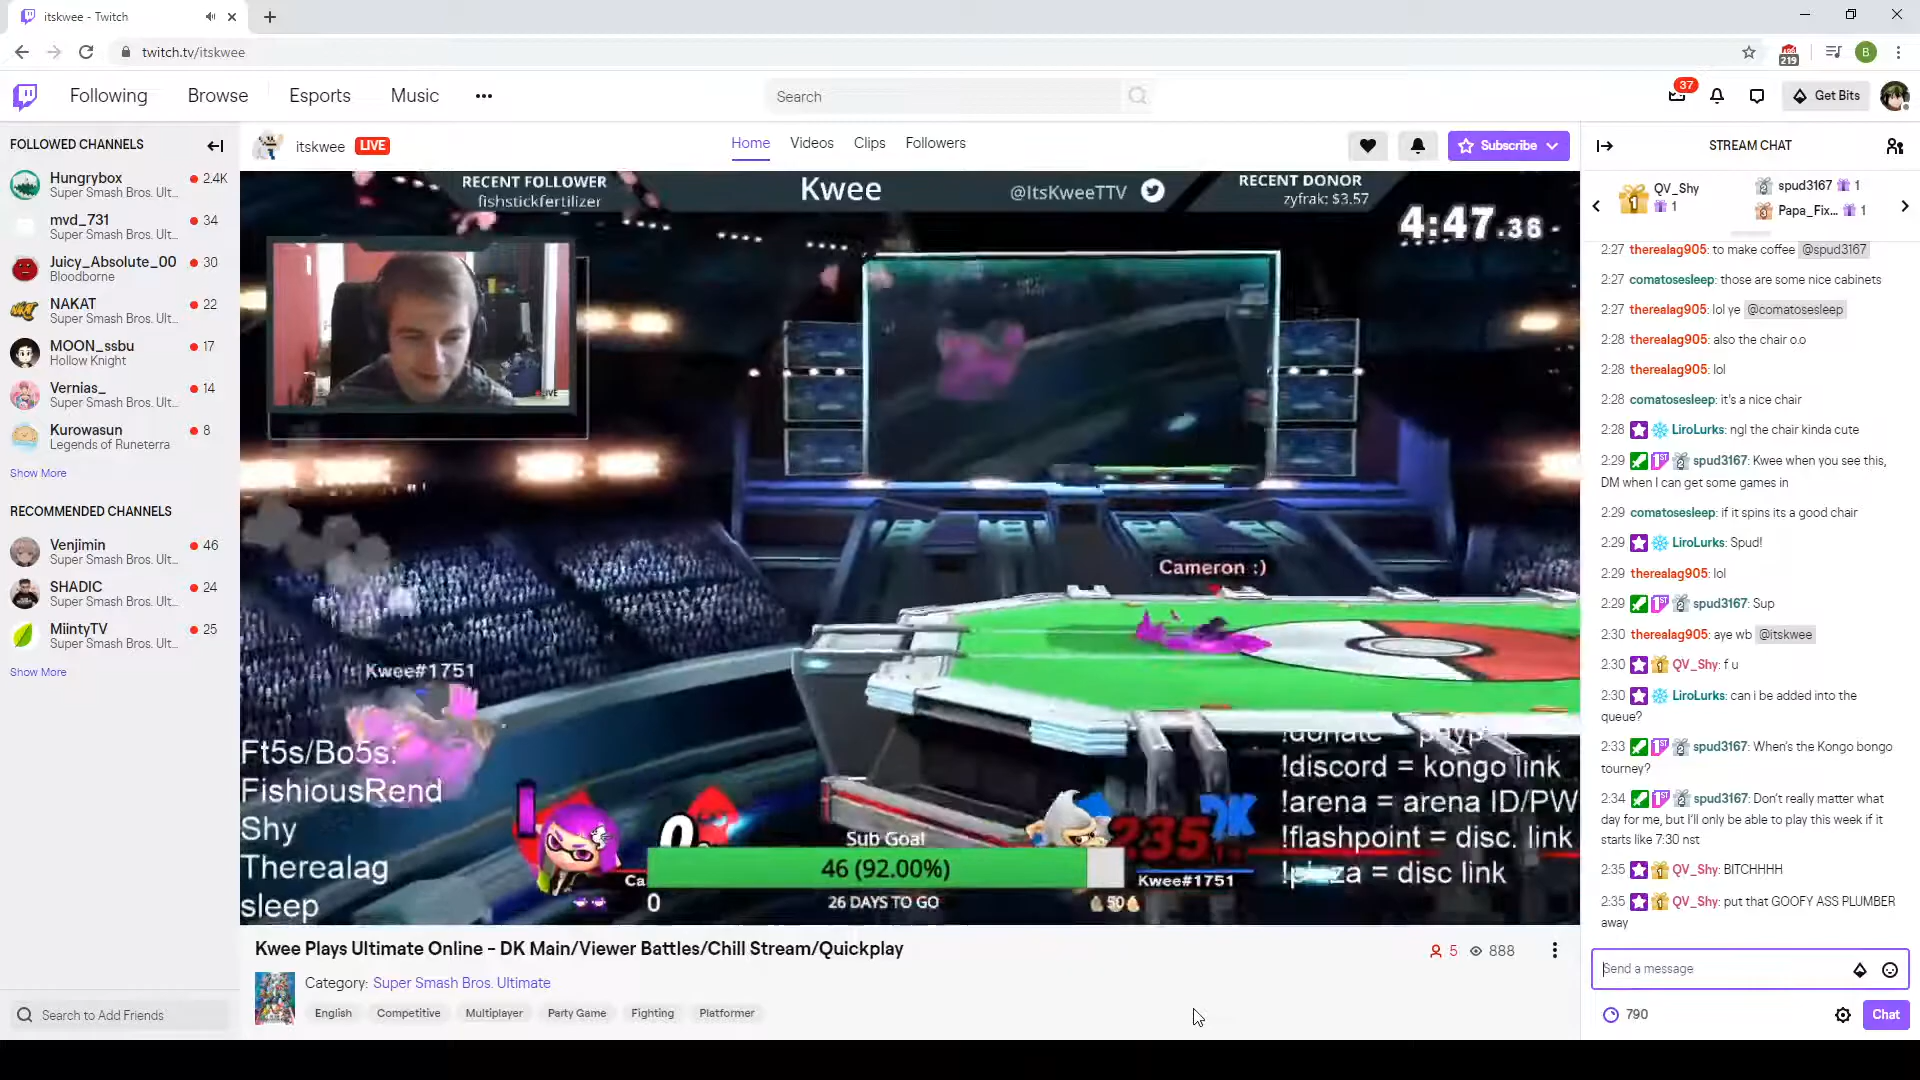 itskwee - Twitch
twitch.tv/itskwee
219
B
Following
Browse
Esports
Music
Search
37
Get Bits
FOLLOWED CHANNELS
Hungrybox
2.4K
Super Smash Bros. Ult...
mvd_731
34
Super Smash Bros. Ult...
Juicy_Absolute_00
30
Bloodborne
NAKAT
22
Super Smash Bros. Ult...
MOON_ssbu
17
Hollow Knight
Vernias_
14
Super Smash Bros. Ult...
Kurowasun
8
Legends of Runeterra
Show More
RECOMMENDED CHANNELS
Venjimin
46
Super Smash Bros. Ult...
SHADIC
24
Super Smash Bros. Ult...
MiintyTV
25
Super Smash Bros. Ult...
Show More
Search to Add Friends
itskwee
LIVE
Home
Videos
Clips
Followers
Subscribe
RECENT FOLLOWER
fishstickfertilizer
Kwee
@ItsKweeTTV
RECENT DONOR
zyfrak: $3.57
4:47.36
LIVE
Cameron :)
Kwee#1751
Ft5s/Bo5s:
FishiousRend
Shy
Therealag
sleep
Sub Goal
46 (92.00%)
26 DAYS TO GO
0
235
DK
Kwee#1751
50
!discord = kongo link
!arena = arena ID/PW
!flashpoint = disc. link
!pizza = disc link
Kwee Plays Ultimate Online - DK Main/Viewer Battles/Chill Stream/Quickplay
5
888
Category: Super Smash Bros. Ultimate
English
Competitive
Multiplayer
Party Game
Fighting
Platformer
STREAM CHAT
QV_Shy
1
spud3167 1
Papa_Fix... 1
2:27 therealag905: to make coffee @spud3167
2:27 comatosesleep: those are some nice cabinets
2:27 therealag905: lol ye @comatosesleep
2:28 therealag905: also the chair o.o
2:28 therealag905: lol
2:28 comatosesleep: it's a nice chair
2:28 LiroLurks: ngl the chair kinda cute
2:29 spud3167: Kwee when you see this,
DM when I can get some games in
2:29 comatosesleep: if it spins its a good chair
2:29 LiroLurks: Spud!
2:29 therealag905: lol
2:29 spud3167: Sup
2:30 therealag905: aye wb @itskwee
2:30 QV_Shy: f u
2:30 LiroLurks: can i be added into the
queue?
2:33 spud3167: When's the Kongo bongo
tourney?
2:34 spud3167: Don't really matter what
day for me, but I'll only be able to play this week if it
starts like 7:30 nst
2:35 QV_Shy: BITCHHHH
2:35 QV_Shy: put that GOOFY ASS PLUMBER
away
Send a message
790
Chat